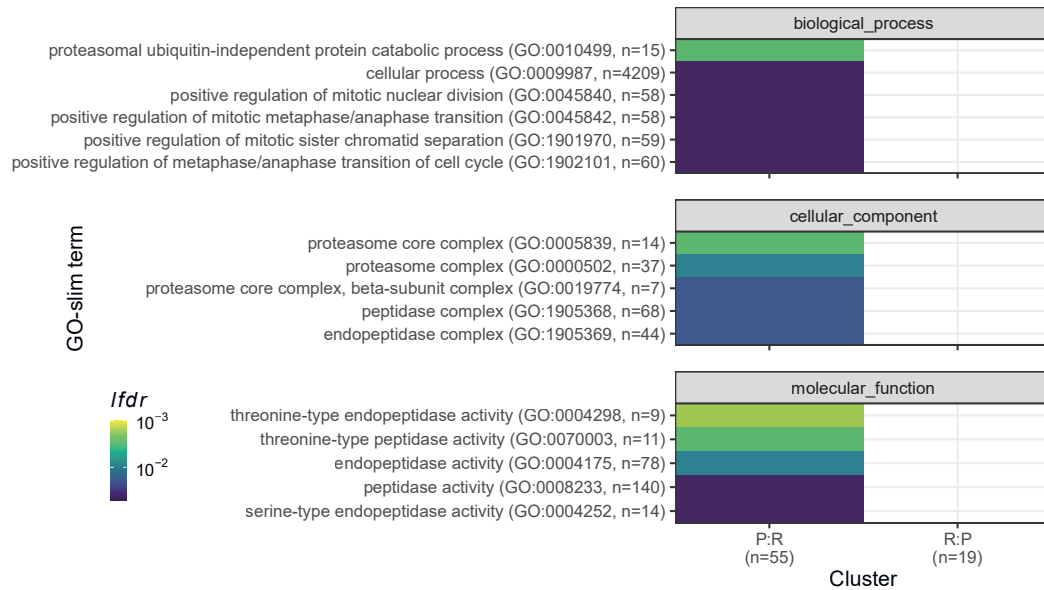 biological_process
proteasomal ubiquitin-independent protein catabolic process (GO:0010499, n=15)
cellular process (GO:0009987, n=4209)
positive regulation of mitotic nuclear division (GO:0045840, n=58)
positive regulation of mitotic metaphase/anaphase transition (GO:0045842, n=58)
positive regulation of mitotic sister chromatid separation (GO:1901970, n=59)
positive regulation of metaphase/anaphase transition of cell cycle (GO:1902101, n=60)
GO-slim term
cellular_component
proteasome core complex (GO:0005839, n=14)
proteasome complex (GO:0000502, n=37)
proteasome core complex, beta-subunit complex (GO:0019774, n=7)
peptidase complex (GO:1905368, n=68)
endopeptidase complex (GO:1905369, n=44)
lfdr
10⁻³
10⁻²
molecular_function
threonine-type endopeptidase activity (GO:0004298, n=9)
threonine-type peptidase activity (GO:0070003, n=11)
endopeptidase activity (GO:0004175, n=78)
peptidase activity (GO:0008233, n=140)
serine-type endopeptidase activity (GO:0004252, n=14)
P:R
(n=55)
R:P
(n=19)
Cluster